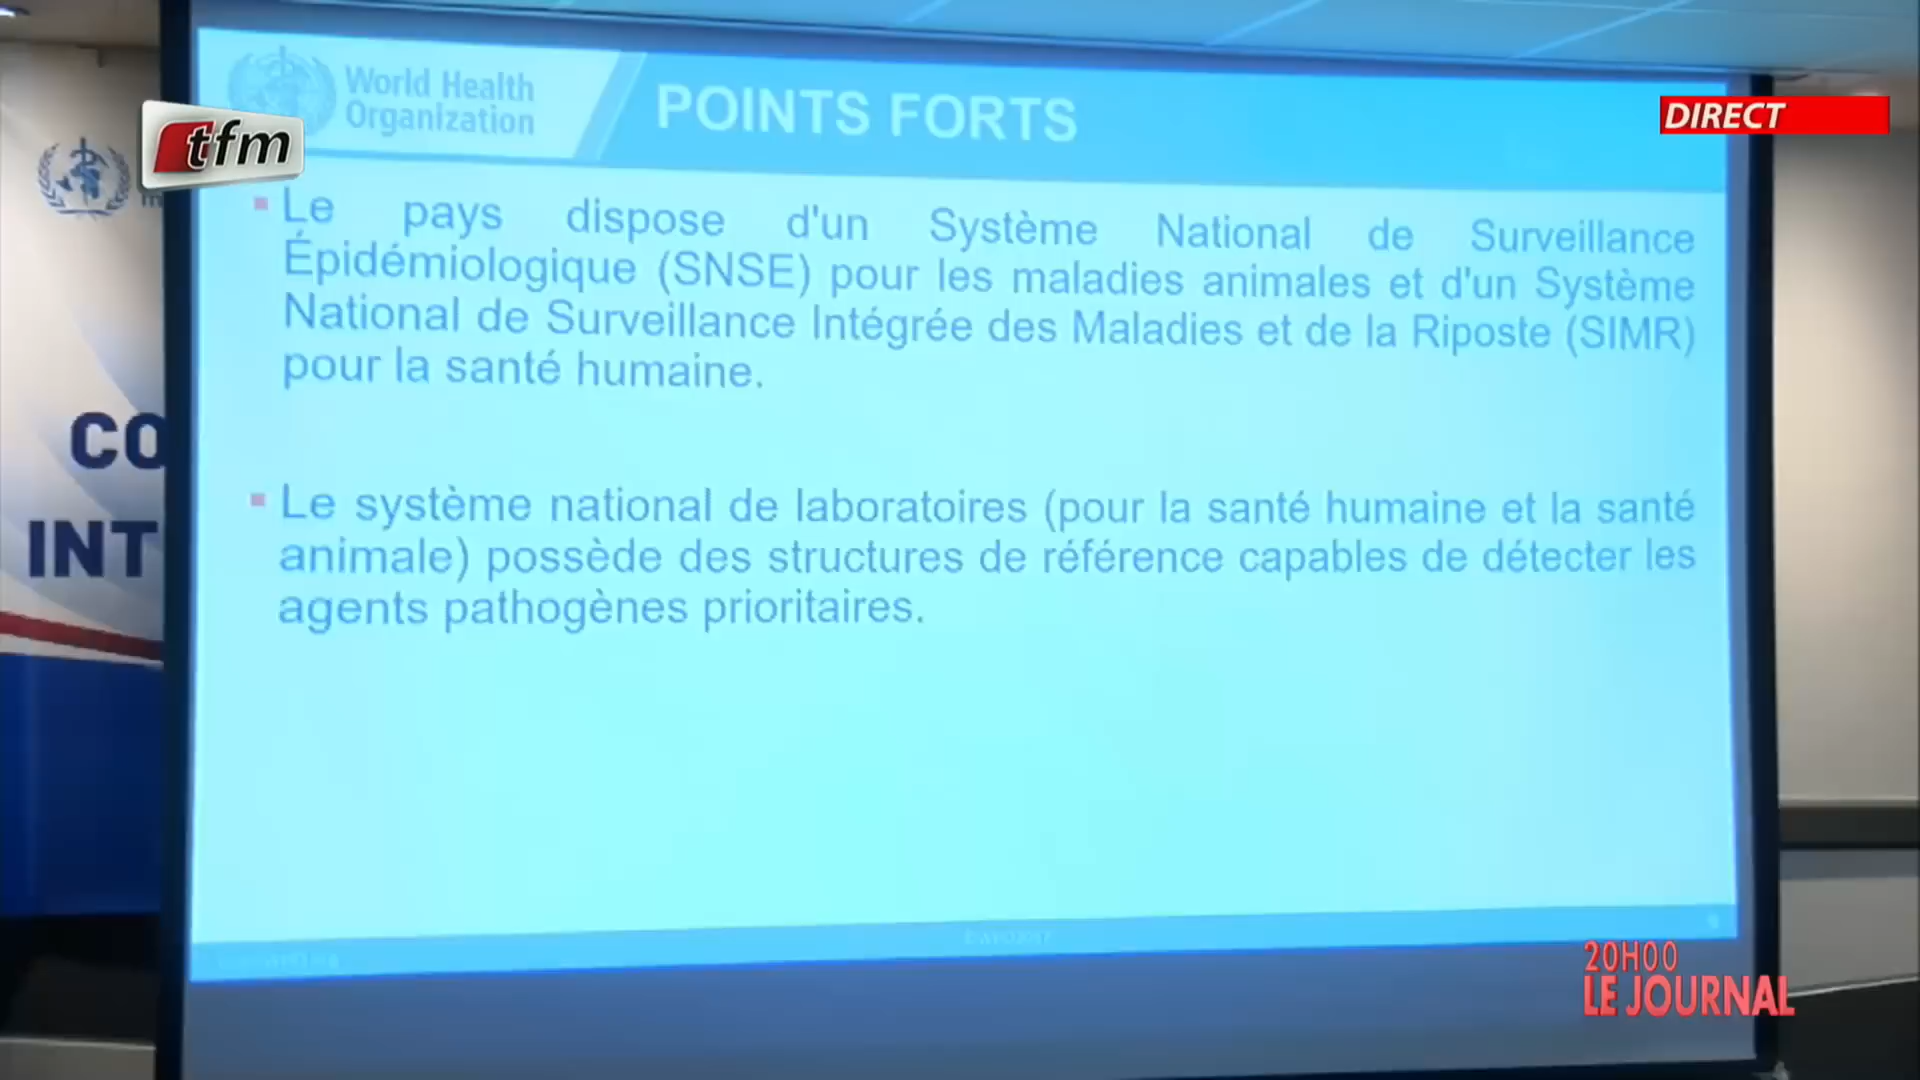 World Health
Organization
POINTS FORTS
tfm
DIRECT
Le pays dispose d'un Système National de Surveillance
Épidémiologique (SNSE) pour les maladies animales et d'un Système
National de Surveillance Intégrée des Maladies et de la Riposte (SIMR)
pour la santé humaine.
CO
INT
Le système national de laboratoires (pour la santé humaine et la santé
animale) possède des structures de référence capables de détecter les
agents pathogènes prioritaires.
20H00
LE JOURNAL